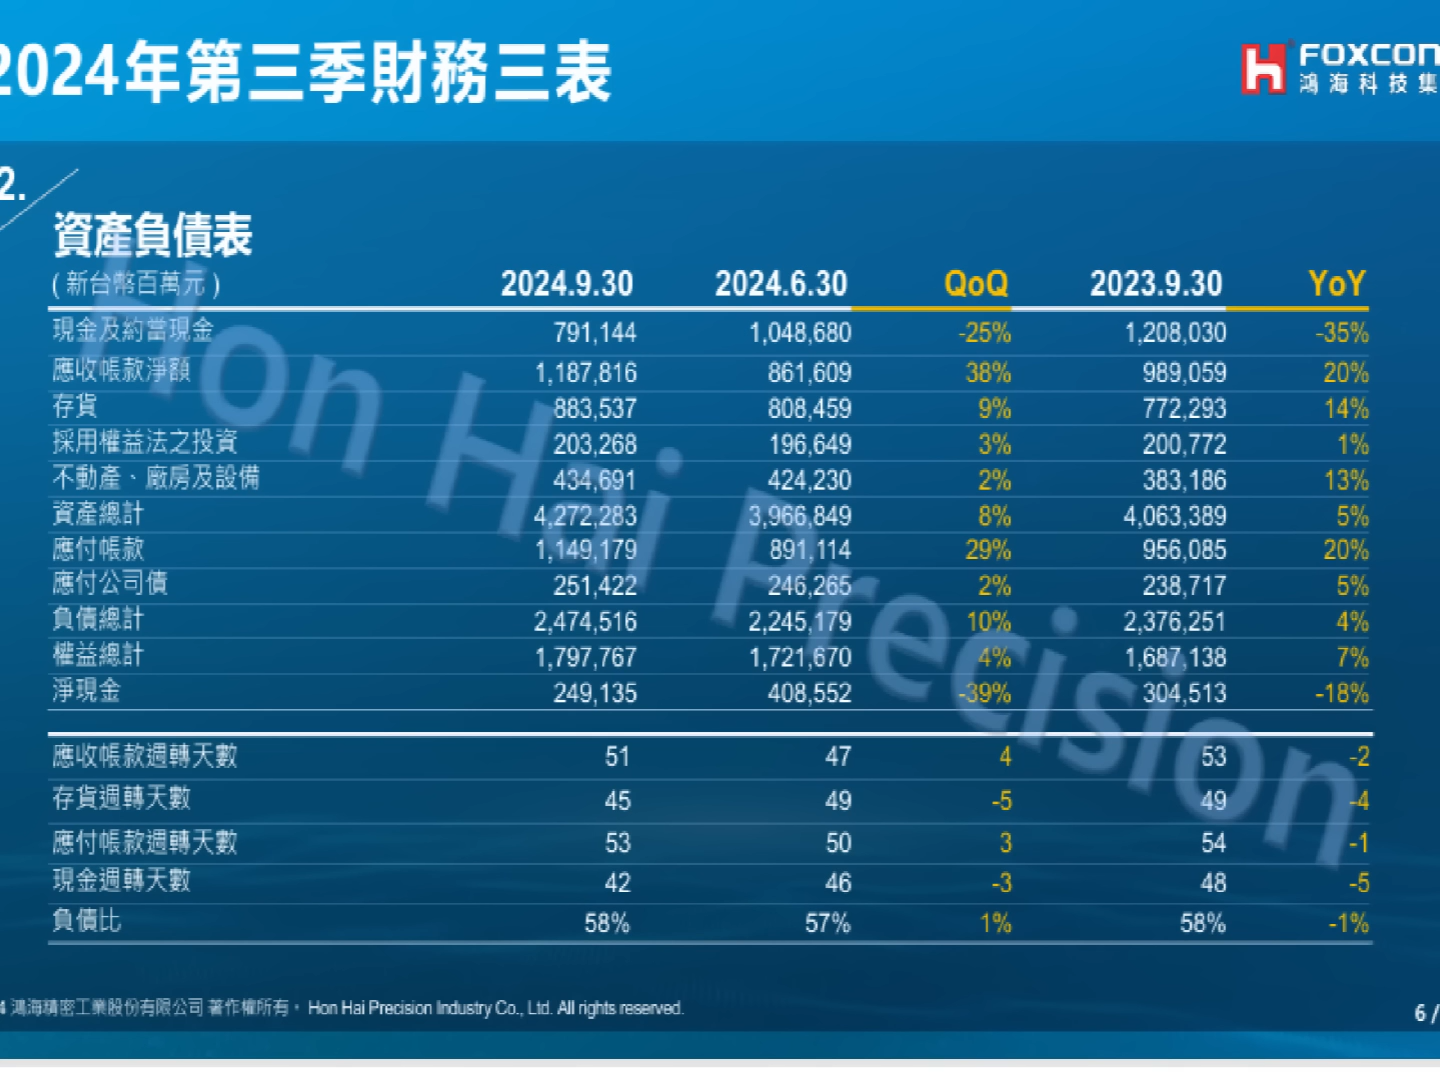 2024年第三季財務三表
FOXCON
鴻海科技集
2.
資產負債表
(新台幣百萬元) 2024.9.30 2024.6.30 QoQ 2023.9.30 YoY
現金及約當現金 791,144 1,048,680 -25% 1,208,030 -35%
應收帳款淨額 1,187,816 861,609 38% 989,059 20%
存貨 883,537 808,459 9% 772,293 14%
採用權益法之投資 203,268 196,649 3% 200,772 1%
不動產、廠房及設備 434,691 424,230 2% 383,186 13%
資產總計 4,272,283 3,966,849 8% 4,063,389 5%
應付帳款 1,149,179 891,114 29% 956,085 20%
應付公司債 251,422 246,265 2% 238,717 5%
負債總計 2,474,516 2,245,179 10% 2,376,251 4%
權益總計 1,797,767 1,721,670 4% 1,687,138 7%
淨現金 249,135 408,552 -39% 304,513 -18%
應收帳款週轉天數 51 47 4 53 -2
存貨週轉天數 45 49 -5 49 -4
應付帳款週轉天數 53 50 3 54 -1
現金週轉天數 42 46 -3 48 -5
負債比 58% 57% 1% 58% -1%
Hon Hai Precision
4 鴻海精密工業股份有限公司 著作權所有。 Hon Hai Precision Industry Co., Ltd. All rights reserved.
6 /